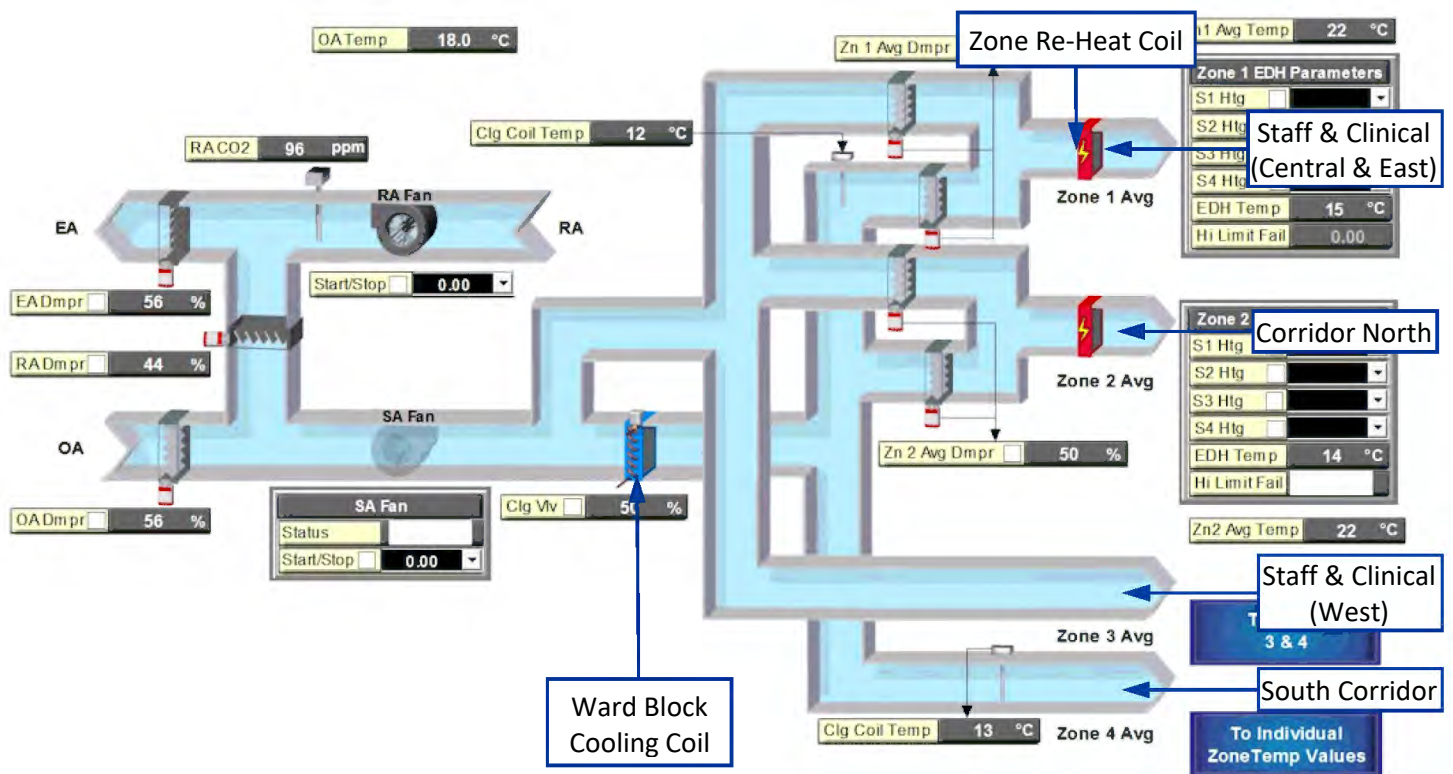 OA Temp 18.0 °C
Zn 1 Avg Dmpr
Zone Re-Heat Coil
n1 Avg Temp 22 °C
Zone 1 EDH Parameters
S1 Htg
S2 Htg
S3 Htg
S4 Htg
Staff & Clinical
(Central & East)
EDH Temp 15 °C
Hi Limit Fail 0.00
Clg Coil Temp 12 °C
RA CO2 96 ppm
RA Fan
EA
RA
Zone 1 Avg
Start/Stop 0.00
EA Dmpr 56 %
RA Dmpr 44 %
Zone 2
Corridor North
S1 Htg
S2 Htg
S3 Htg
S4 Htg
EDH Temp 14 °C
Hi Limit Fail
Zone 2 Avg
SA Fan
OA
Zn 2 Avg Dmpr 50 %
OA Dmpr 56 %
SA Fan
Status
Start/Stop 0.00
Clg Vlv 50 %
Zn2 Avg Temp 22 °C
Staff & Clinical
(West)
Zone 3 Avg
3 & 4
Ward Block
Cooling Coil
South Corridor
Clg Coil Temp 13 °C
Zone 4 Avg
To Individual
ZoneTemp Values